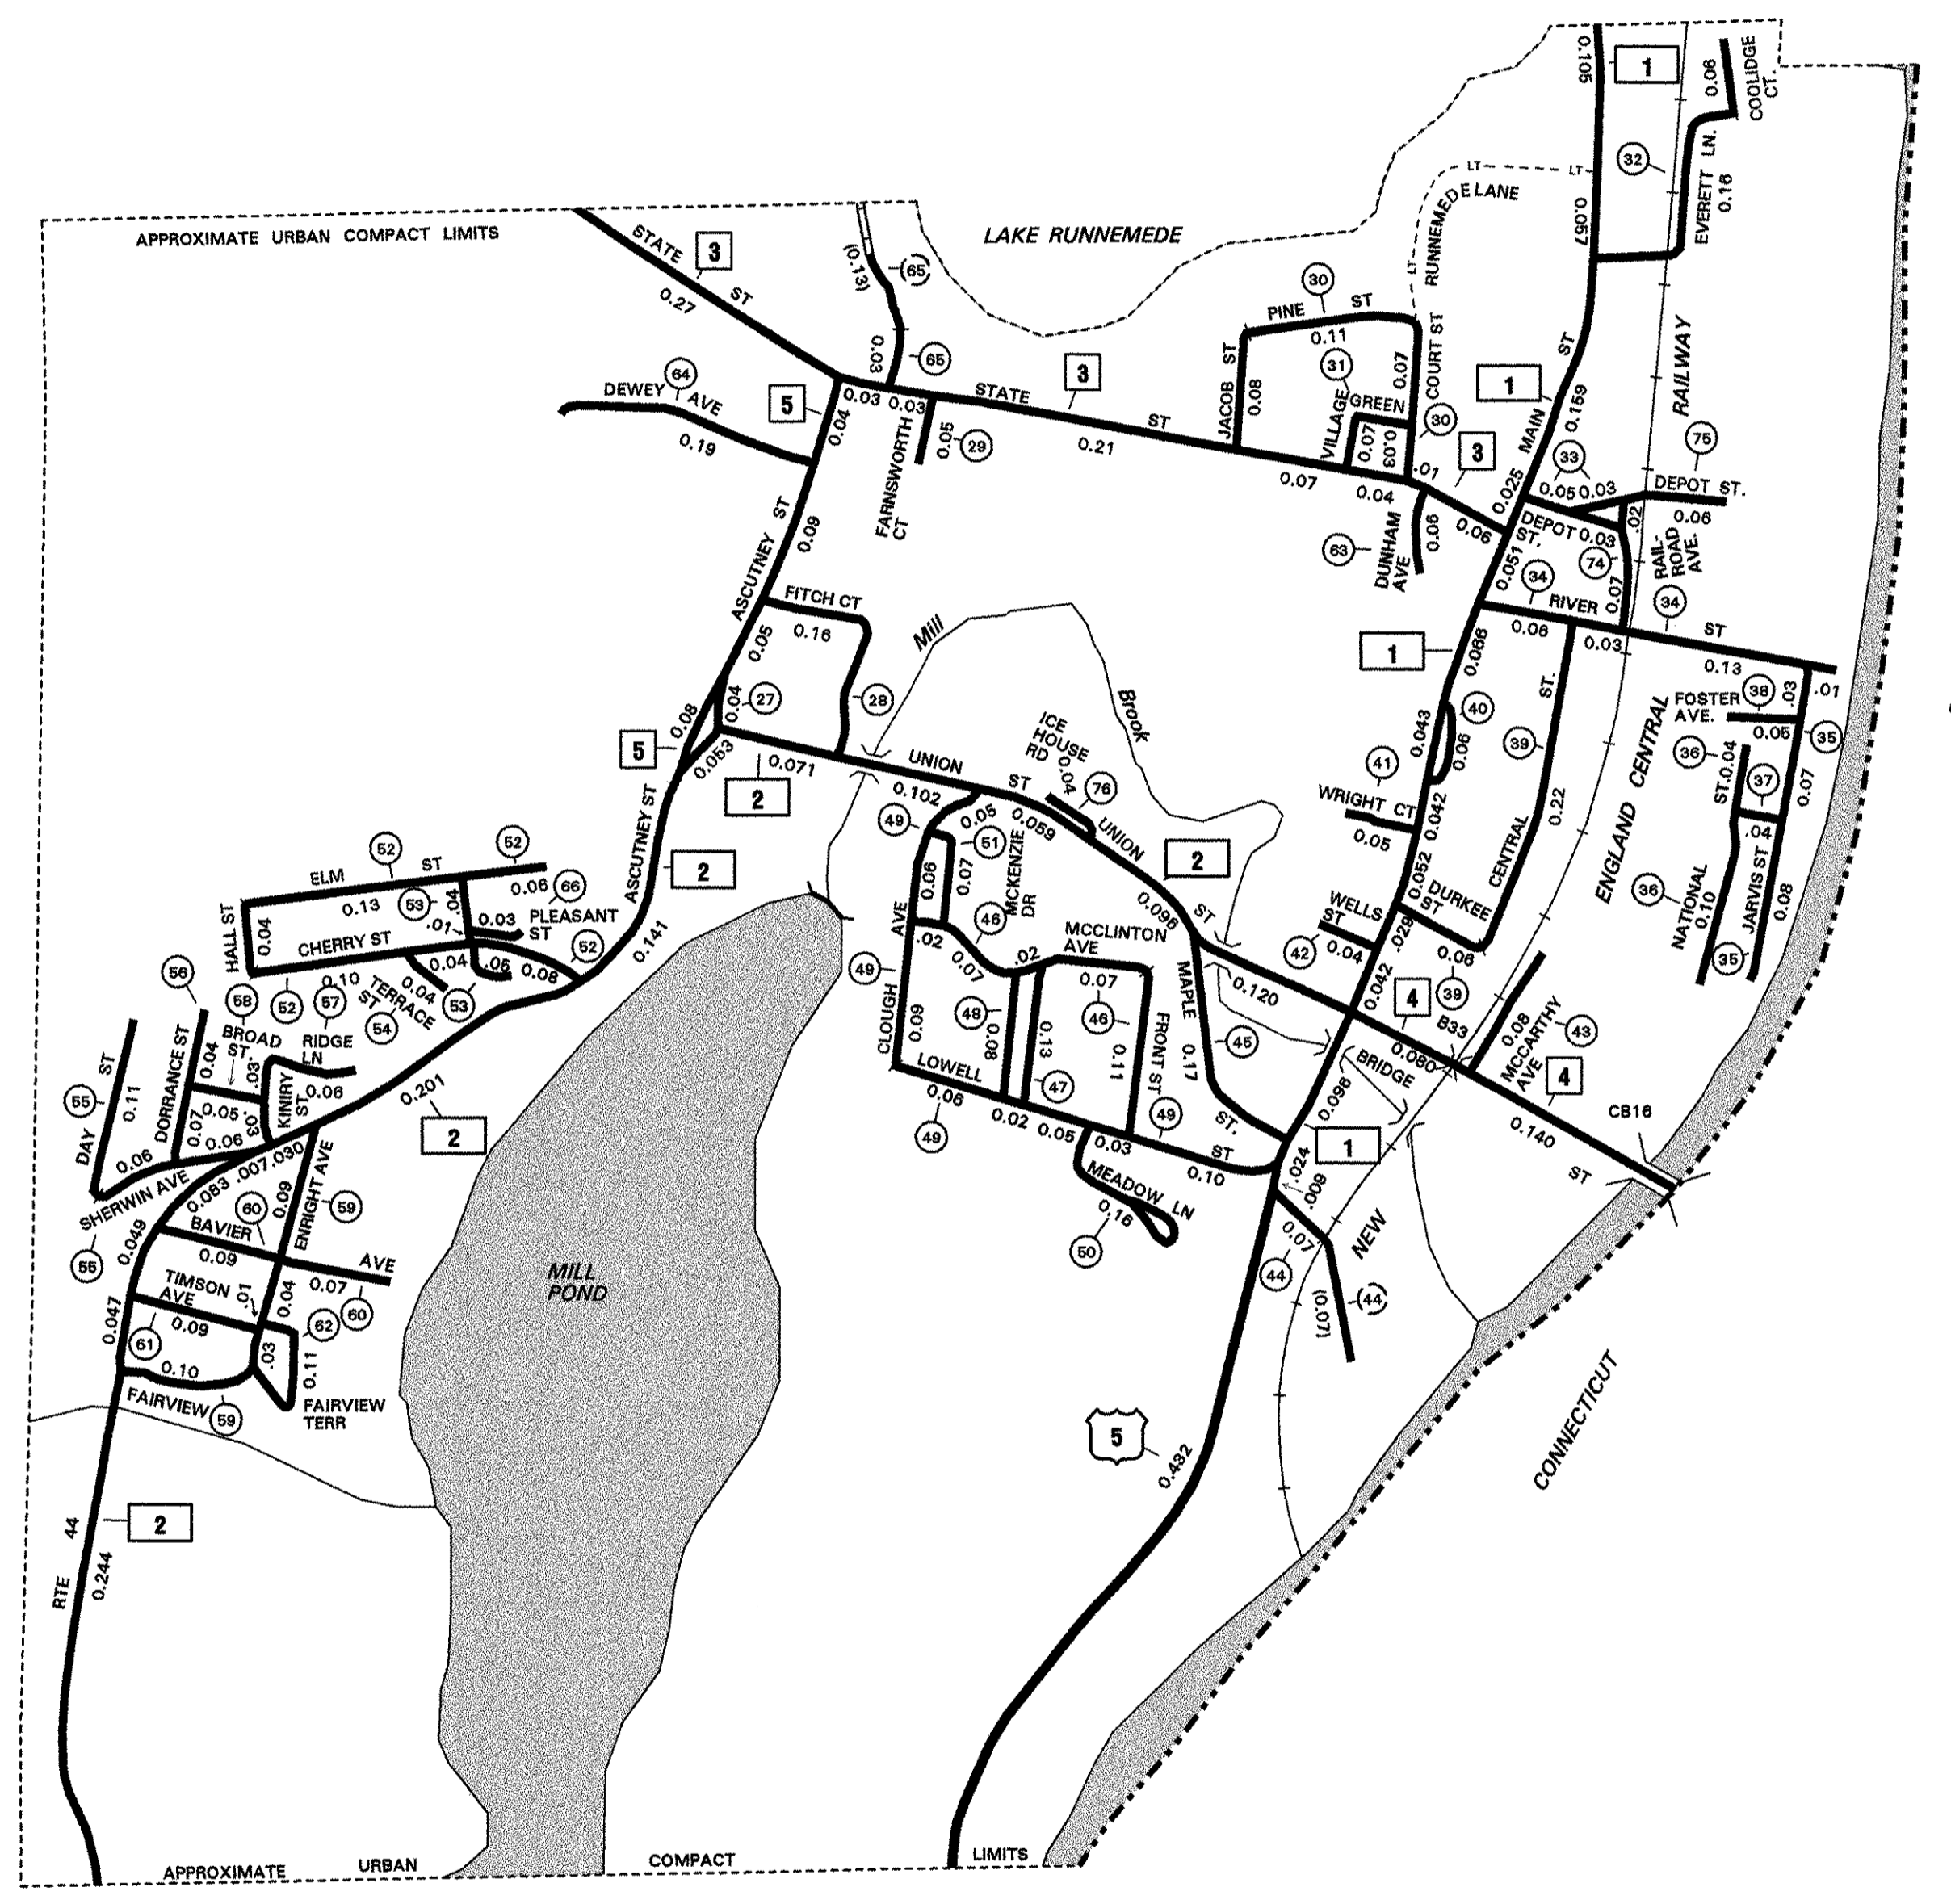 0.105
1
0.06
COOLIDGE
CT.
32
EVERETT LN.
0.16
LT
LT
RUNNEMEDE LANE
LT
0.057
APPROXIMATE URBAN COMPACT LIMITS
STATE
3
ST
0.27
(0.13)
(65)
LAKE RUNNEMEDE
30
PINE ST
0.11
31
JACOB ST
0.08
0.07
COURT ST
VILLAGE
GREEN
0.07
0.03
30
.01
3
MAIN ST
1
0.159
RAILWAY
0.03
65
64
DEWEY AVE
0.19
5
0.03
0.03
0.04
STATE
3
ST
0.21
FARNSWORTH
CT
0.05
29
0.07
0.04
0.06
DUNHAM
AVE
0.06
63
0.025
33
0.05
0.03
75
DEPOT ST.
0.06
.02
DEPOT
ST.
0.03
74
RAIL-
ROAD
AVE.
0.07
0.051
34
34
RIVER
ST
0.06
0.03
0.13
.01
ASCUTNEY ST
0.09
FITCH CT
0.16
0.05
0.04
27
28
Mill
Brook
1
0.066
ST.
FOSTER
AVE.
38
.03
0.05
35
40
0.043
0.06
39
36
ST.
0.04
37
0.07
.04
41
WRIGHT CT
0.05
0.042
0.22
CENTRAL
ENGLAND CENTRAL
5
0.08
0.053
0.071
2
UNION
ST
0.102
ICE
HOUSE
RD
0.04
76
49
0.05
0.059
UNION
51
MCKENZIE
DR
0.06
0.07
2
ST
0.096
ASCUTNEY ST
2
0.141
52
52
ELM
ST
0.13
53
.04
0.06
66
0.03
PLEASANT
ST
.01
HALL ST
0.04
CHERRY ST
52
0.04
.05
0.08
0.10
0.04
53
TERRACE
ST
54
58
52
57
56
BROAD
ST.
RIDGE
LN
DORRANCE ST
0.04
.03
0.06
KINIRY
ST
0.05
.03
0.07
0.06
DAY ST
0.11
55
0.06
SHERWIN AVE
0.083
.007
.030
0.201
2
AVE
.02
46
0.07
.02
MCCLINTON
AVE
0.07
46
MAPLE
49
CLOUGH
0.09
48
0.08
0.13
47
0.11
FRONT ST
0.17
45
ST.
LOWELL
0.06
49
0.02
0.05
0.03
49
ST
0.10
MEADOW LN
0.16
50
0.052
DURKEE
ST
WELLS
ST
.029
42
0.04
0.06
39
0.042
4
B33
0.120
0.080
BRIDGE
0.08
MCCARTHY
AVE
43
4
CB16
0.140
ST
36
NATIONAL
0.10
JARVIS ST
0.08
35
0.098
1
.024
.009
0.07
44
(44)
(0.07)
NEW
60
0.09
ENRIGHT AVE
59
55
0.049
BAVIER
AVE
0.09
0.07
60
TIMSON
AVE
.01
0.04
0.047
0.09
61
62
.03
0.11
0.10
FAIRVIEW
59
FAIRVIEW
TERR
MILL
POND
5
0.432
CONNECTICUT
RTE 44
2
0.244
APPROXIMATE URBAN COMPACT LIMITS